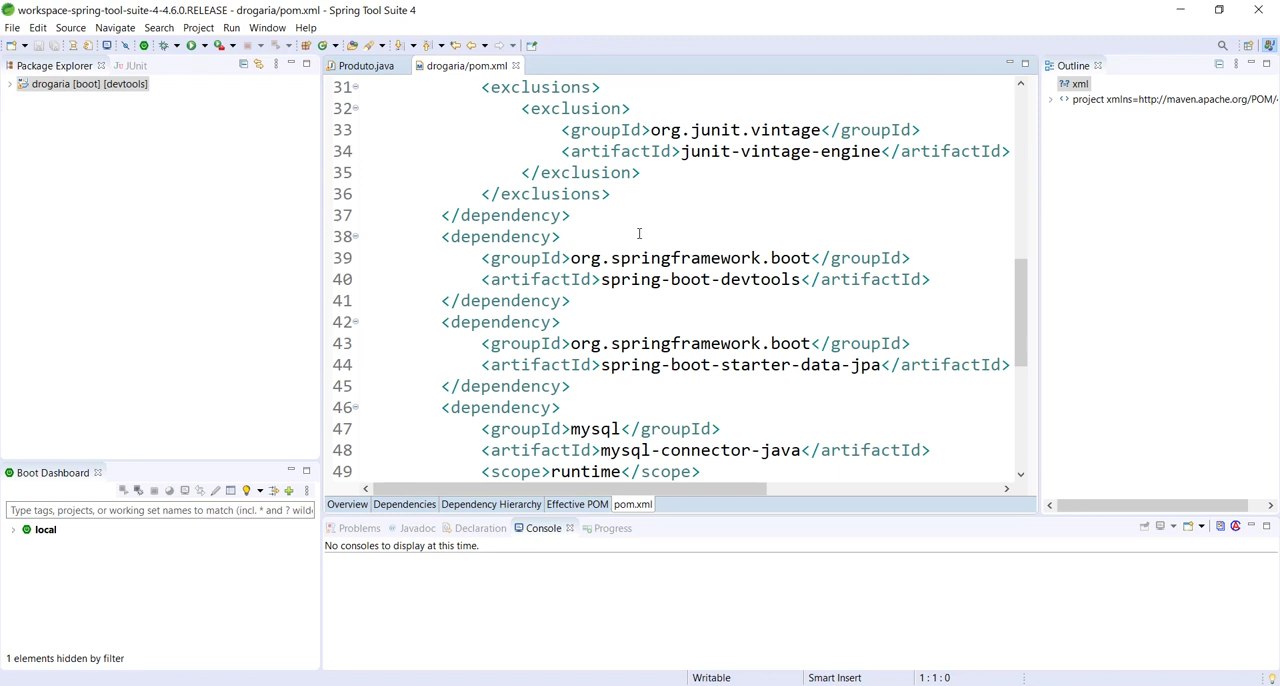 workspace-spring-tool-suite-4-4.6.0.RELEASE - drogaria/pom.xml - Spring Tool Suite 4
File Edit Source Navigate Search Project Run Window Help
Package Explorer JUnit
drogaria [boot] [devtools]
Produto.java drogaria/pom.xml
31 <exclusions>
32 <exclusion>
33 <groupId>org.junit.vintage</groupId>
34 <artifactId>junit-vintage-engine</artifactId>
35 </exclusion>
36 </exclusions>
37 </dependency>
38 <dependency>
39 <groupId>org.springframework.boot</groupId>
40 <artifactId>spring-boot-devtools</artifactId>
41 </dependency>
42 <dependency>
43 <groupId>org.springframework.boot</groupId>
44 <artifactId>spring-boot-starter-data-jpa</artifactId>
45 </dependency>
46 <dependency>
47 <groupId>mysql</groupId>
48 <artifactId>mysql-connector-java</artifactId>
49 <scope>runtime</scope>
Overview Dependencies Dependency Hierarchy Effective POM pom.xml
Outline
?-? xml
<> project xmlns=http://maven.apache.org/POM/
Boot Dashboard
Type tags, projects, or working set names to match (incl. * and ? wild
local
1 elements hidden by filter
Problems Javadoc Declaration Console Progress
No consoles to display at this time.
Writable Smart Insert 1 : 1 : 0